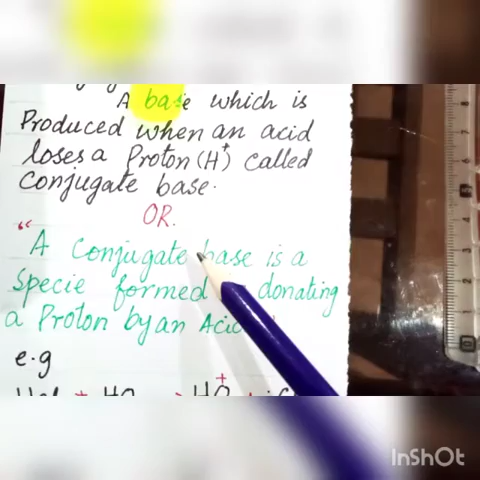 A base which is
Produced when an acid
loses a Proton (H⁺) called
Conjugate base.
OR.
" A Conjugate base is a
Specie formed donating
a Proton by an Acid
e.g
InShOt